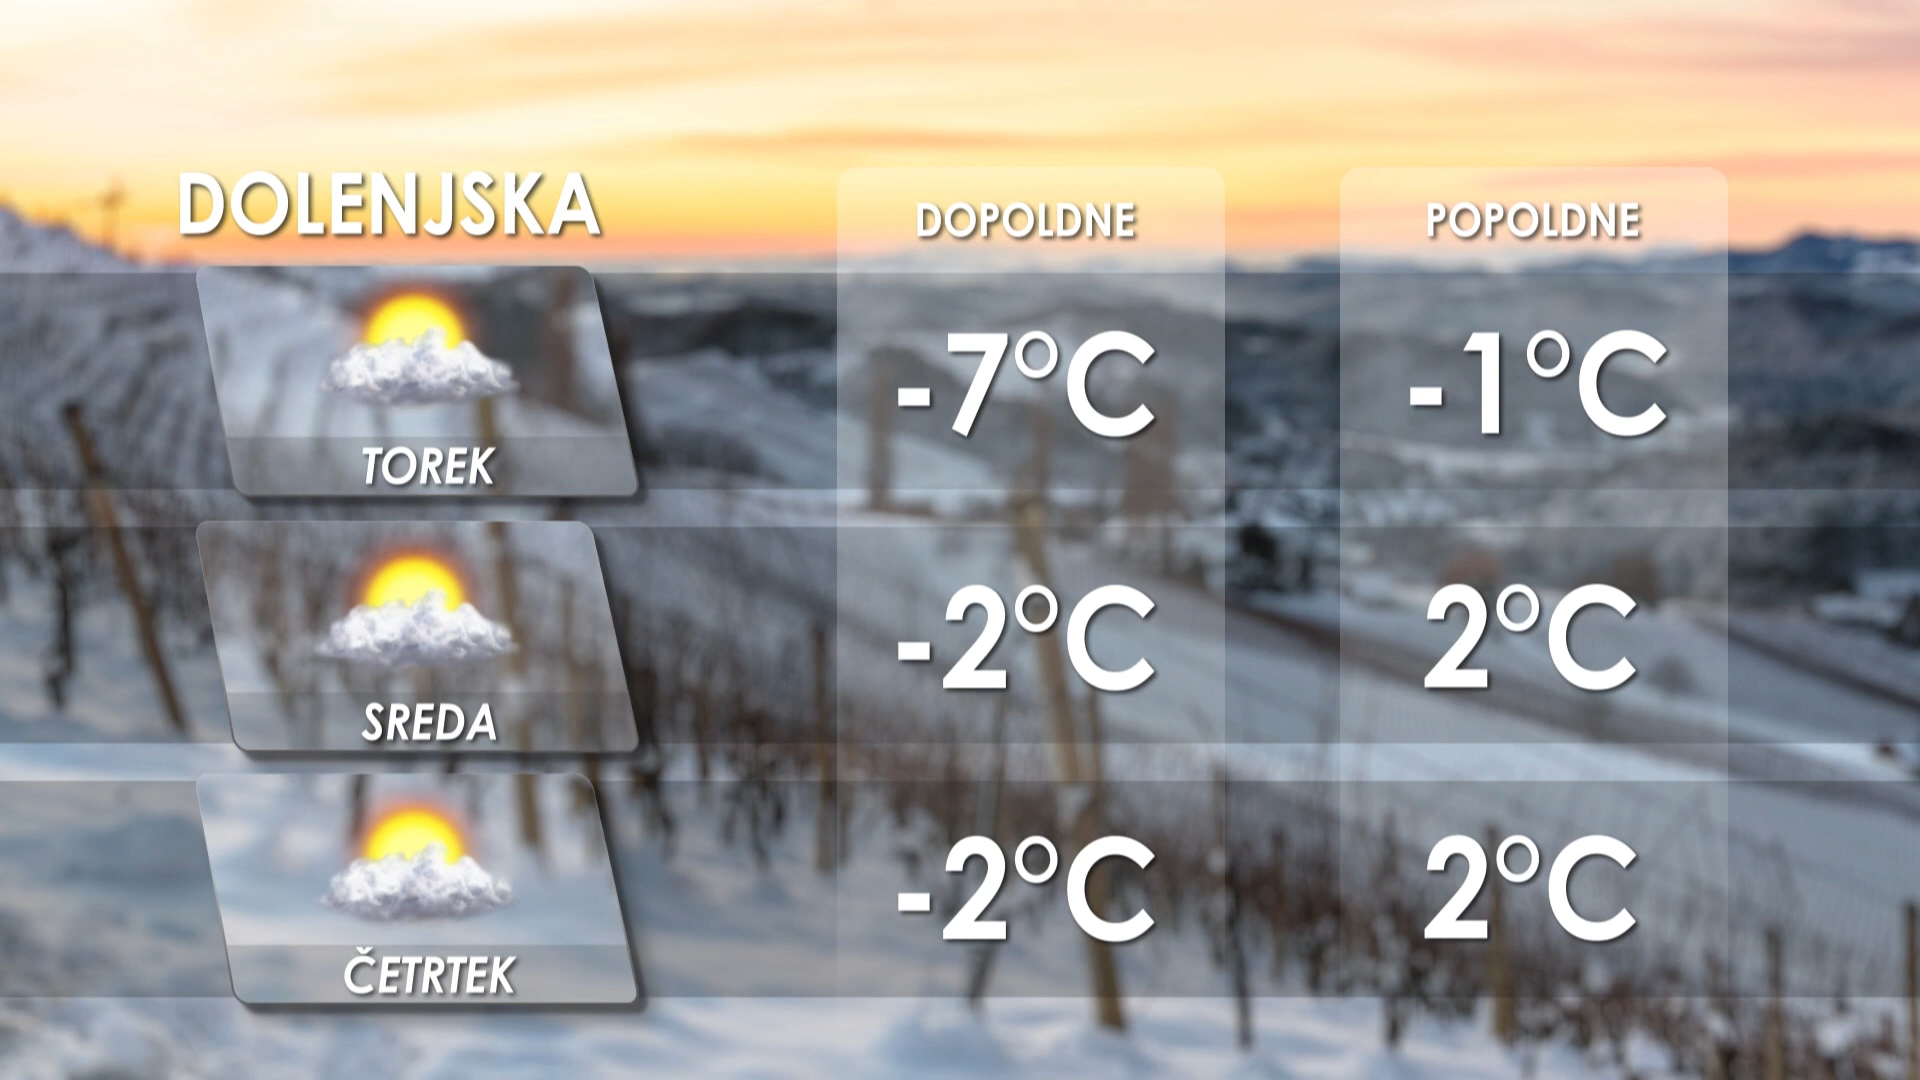 DOLENJSKA
DOPOLDNE
POPOLDNE
TOREK
-7°C
-1°C
SREDA
-2°C
2°C
ČETRTEK
-2°C
2°C